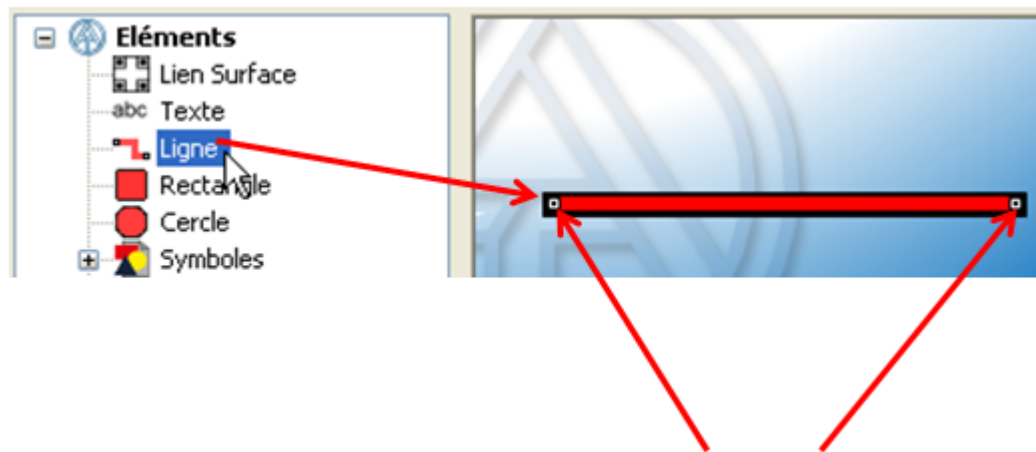 Eléments
Lien Surface
abc Texte
Ligne
Rectangle
Cercle
Symboles